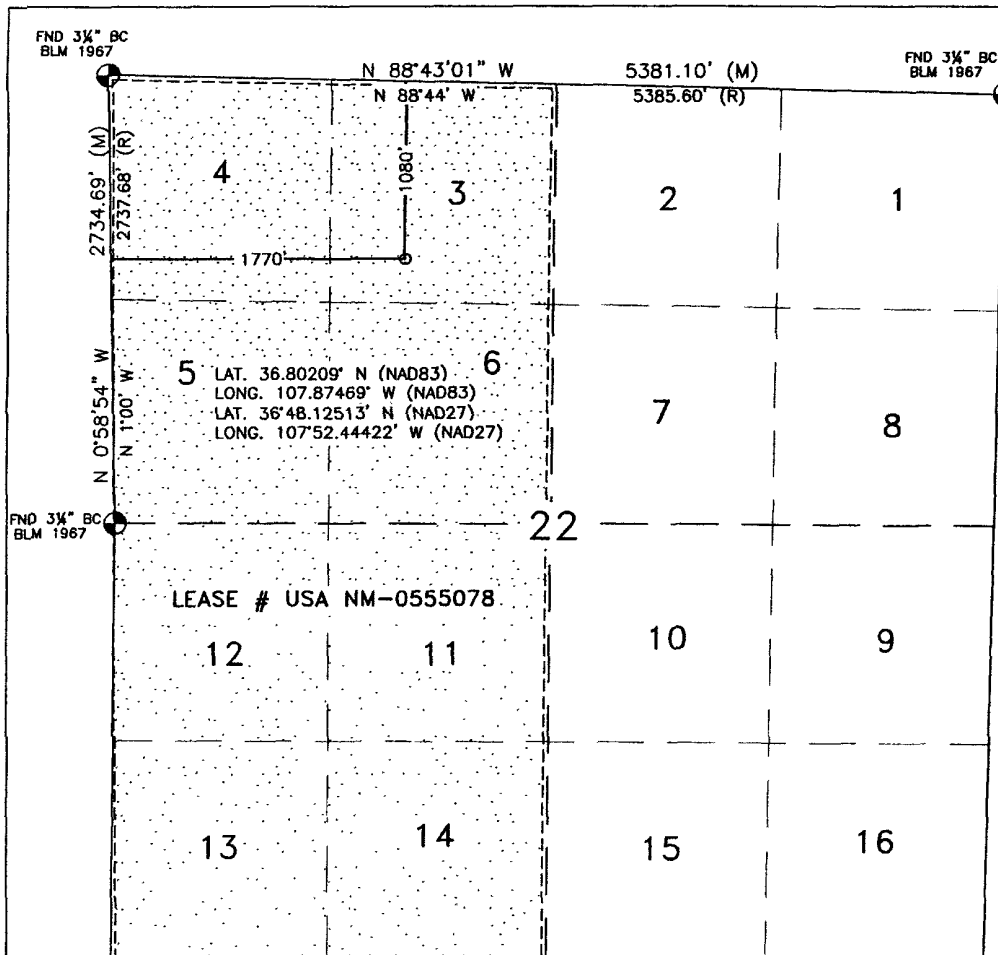 FND 3¼" BC
BLM 1967
N 88°43'01" W
5381.10' (M)
FND 3¼" BC
BLM 1967
N 88°44' W
5385.60' (R)
2734.69' (M)
2737.68' (R)
4
3
2
1
1080'
1770'
N 0°58'54" W
N 1°00' W
5
6
7
8
LAT. 36.80209° N (NAD83)
LONG. 107.87469° W (NAD83)
LAT. 36°48.12513' N (NAD27)
LONG. 107°52.44422' W (NAD27)
FND 3¼" BC
BLM 1967
22
LEASE # USA NM-0555078
12
11
10
9
13
14
15
16